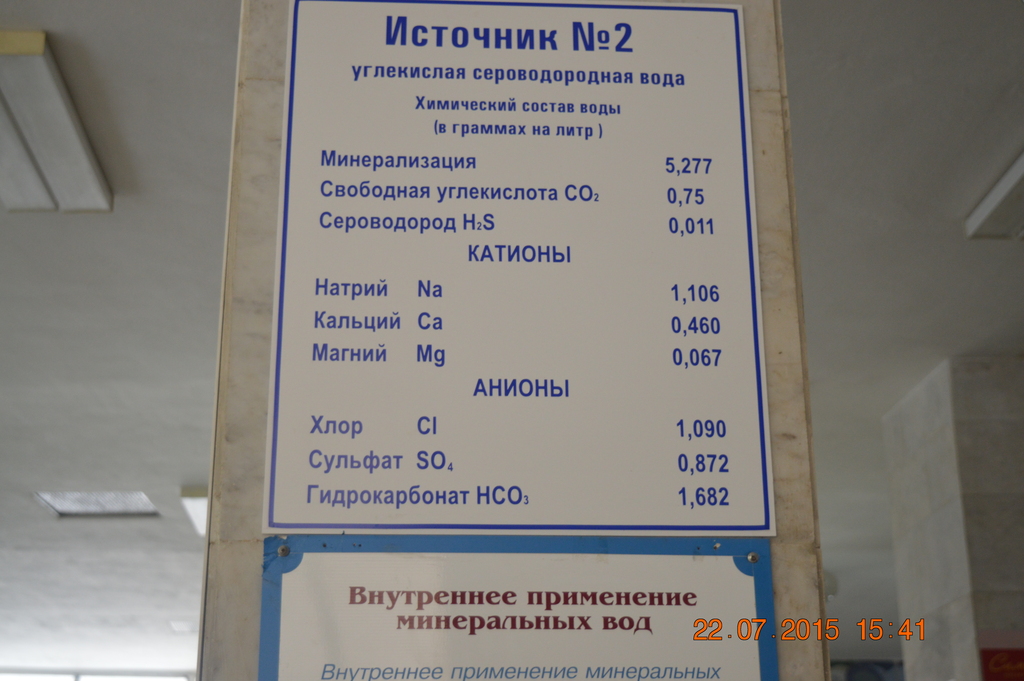 Источник №2
углекислая сероводородная вода
Химический состав воды
(в граммах на литр )
Минерализация 5,277
Свободная углекислота CO₂ 0,75
Сероводород H₂S 0,011
КАТИОНЫ
Натрий Na 1,106
Кальций Ca 0,460
Магний Mg 0,067
АНИОНЫ
Хлор Cl 1,090
Сульфат SO₄ 0,872
Гидрокарбонат HCO₃ 1,682
Внутреннее применение
минеральных вод
Внутреннее применение минеральных
22.07.2015 15:41